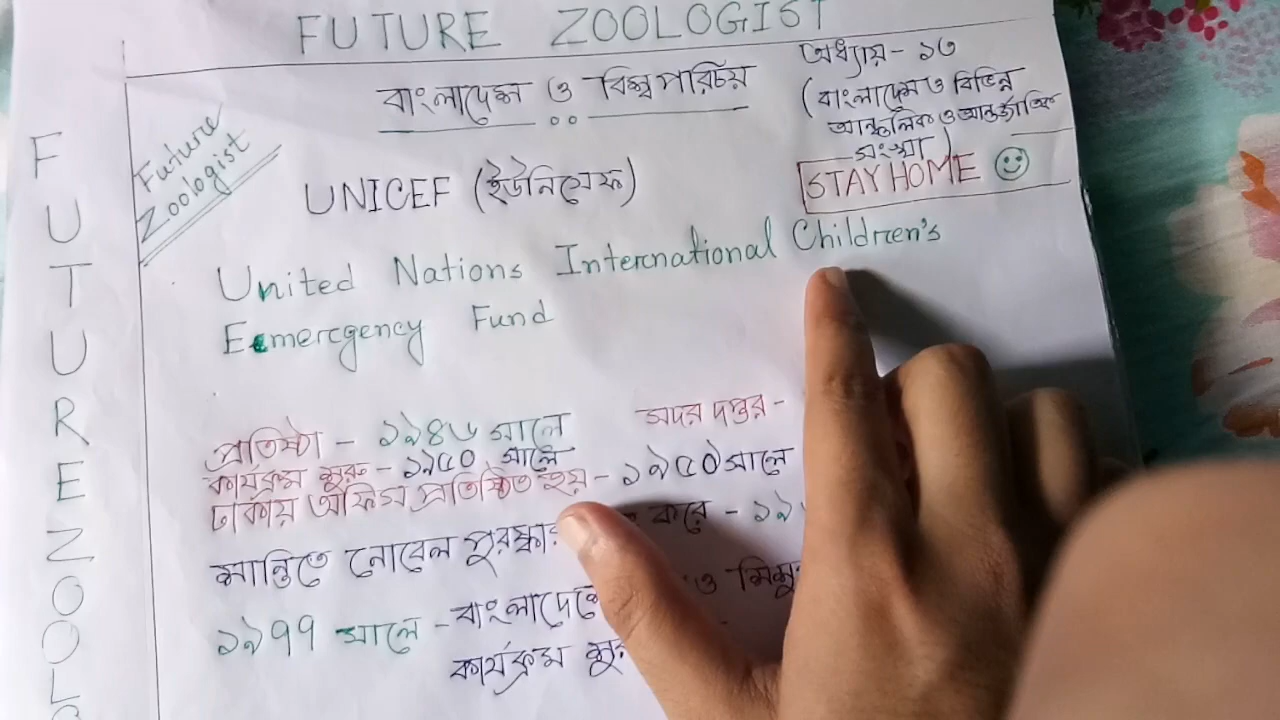 FUTURE ZOOLOGIST
বাংলাদেশ ও বিশ্বপরিচয়
অধ্যায় - ১৩
(বাংলাদেশ ও বিভিন্ন
আঞ্চলিক ও আন্তর্জাতিক
সংস্থা)
STAY HOME
Future
Zoologist
UNICEF (ইউনিসেফ)
United Nations International Children's
Emergency Fund
প্রতিষ্ঠা - ১৯৪৬ সালে
সদর দপ্তর -
কার্যক্রম শুরু - ১৯৫০ সালে
ঢাকায় অফিস প্রতিষ্ঠিত হয় - ১৯৫০ সালে
শান্তিতে নোবেল পুরস্কার করে - ১৯
১৯৭৭ সালে - বাংলাদেশে ও শিশু
কার্যক্রম শুরু
F
U
T
U
R
E
Z
O
O
L